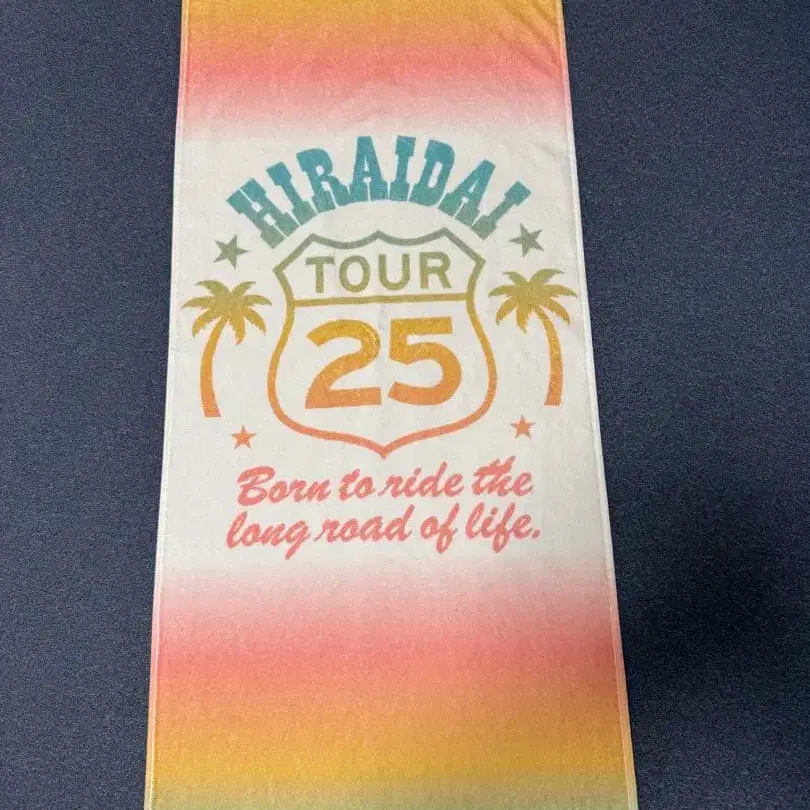 HIRAIDAI
TOUR
25
Born to ride the
long road of life.